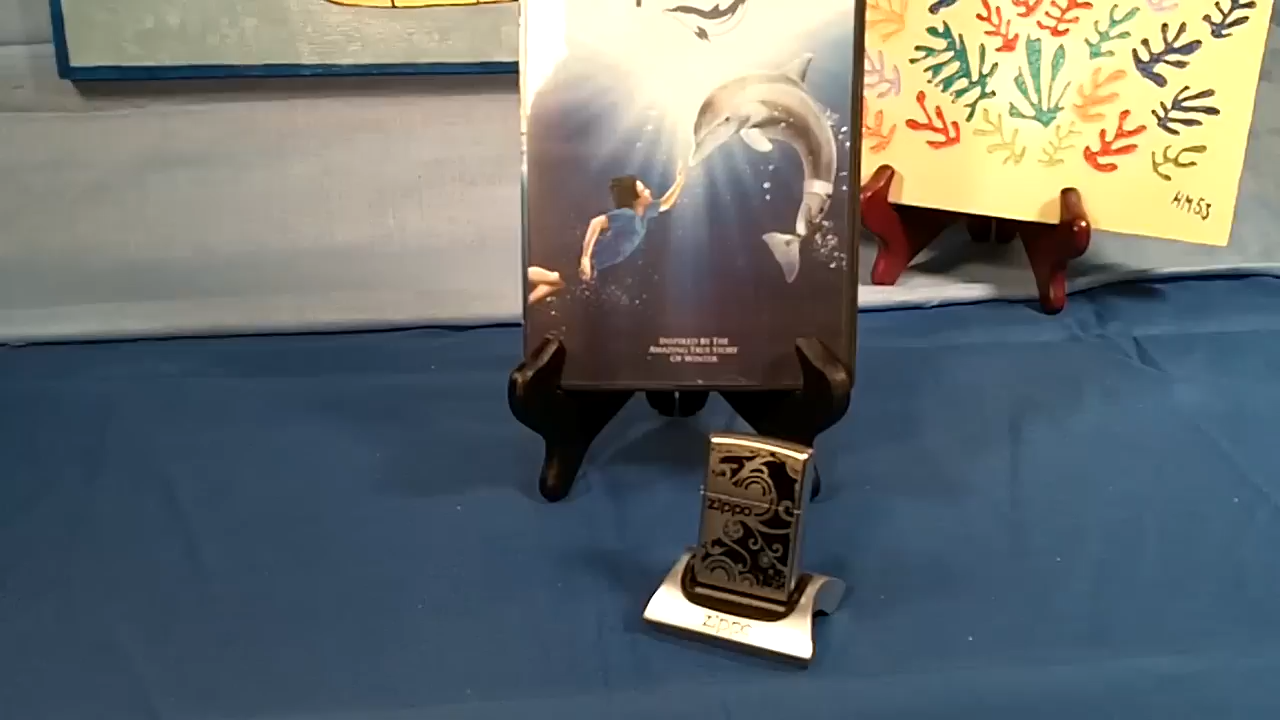 HM53
INSPIRED BY THE
AMAZING TRUE STORY
OF WINTER
zippo
zippo